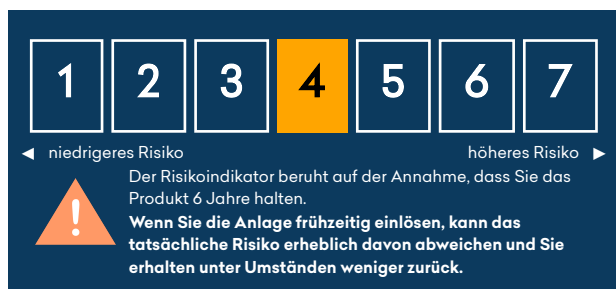 1 2 3 4 5 6 7
◄ niedrigeres Risiko höheres Risiko ►
Der Risikoindikator beruht auf der Annahme, dass Sie das
Produkt 6 Jahre halten.
!
Wenn Sie die Anlage frühzeitig einlösen, kann das
tatsächliche Risiko erheblich davon abweichen und Sie
erhalten unter Umständen weniger zurück.